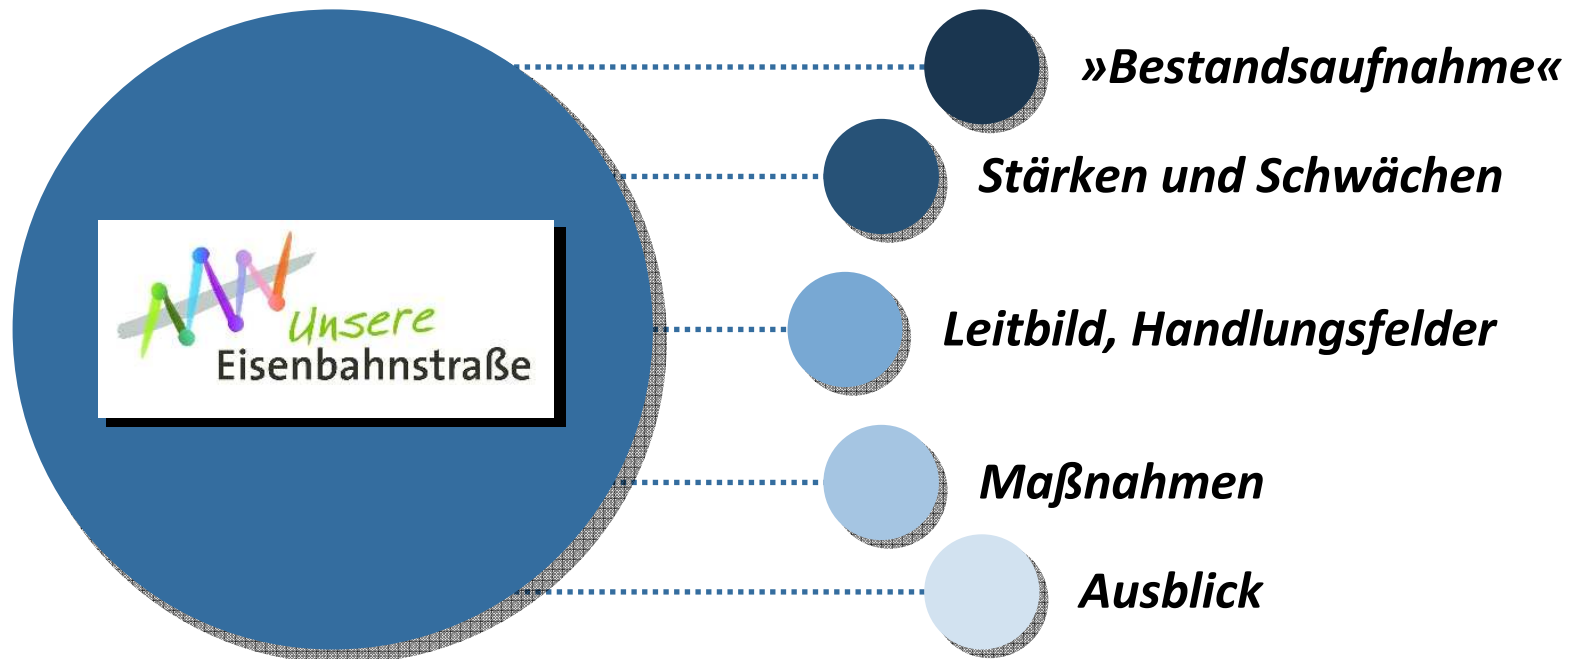 »Bestandsaufnahme«
Stärken und Schwächen
Unsere
Eisenbahnstraße
Leitbild, Handlungsfelder
Maßnahmen
Ausblick